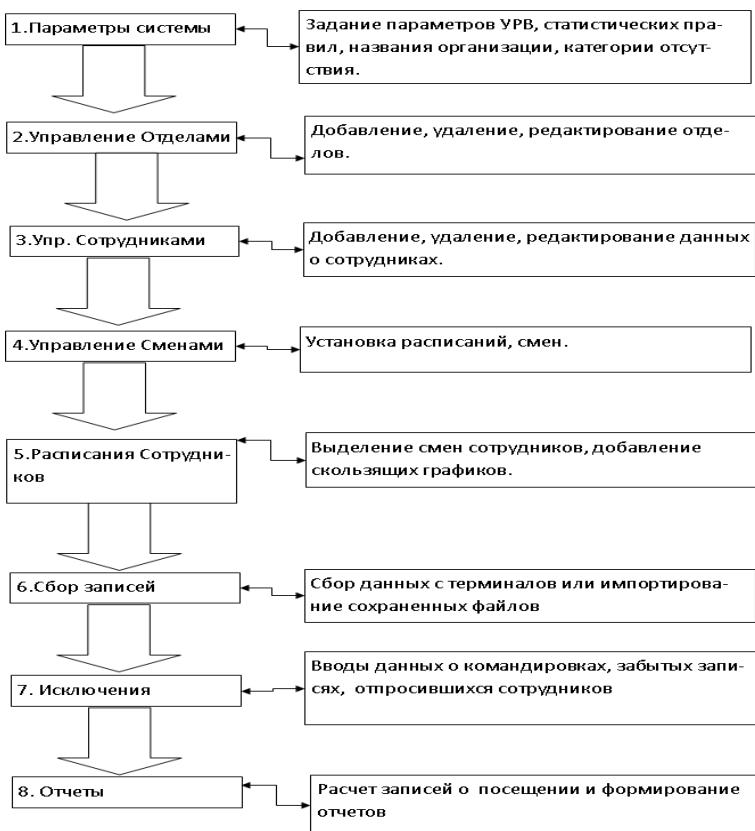 1.Параметры системы
Задание параметров УРВ, статистических пра-
вил, названия организации, категории отсут-
ствия.
2.Управление Отделами
Добавление, удаление, редактирование отде-
лов.
3.Упр. Сотрудниками
Добавление, удаление, редактирование данных
о сотрудниках.
4.Управление Сменами
Установка расписаний, смен.
5.Расписания Сотрудни-
ков
Выделение смен сотрудников, добавление
скользящих графиков.
6.Сбор записей
Сбор данных с терминалов или импортирова-
ние сохраненных файлов
7. Исключения
Вводы данных о командировках, забытых запи-
сях, отпросившихся сотрудников
8. Отчеты
Расчет записей о посещении и формирование
отчетов